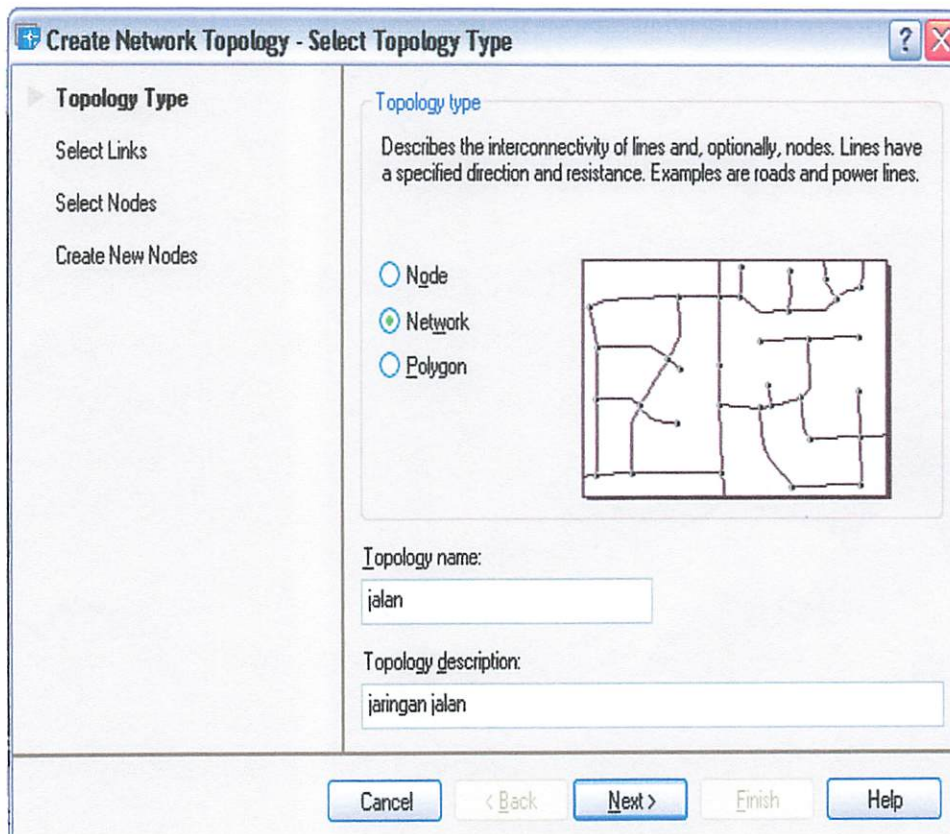 Create Network Topology - Select Topology Type
?
X
Topology Type
Select Links
Select Nodes
Create New Nodes
Topology type
Describes the interconnectivity of lines and, optionally, nodes. Lines have
a specified direction and resistance. Examples are roads and power lines.
Node
Network
Polygon
Topology name:
jalan
Topology description:
jaringan jalan
Cancel
< Back
Next >
Finish
Help